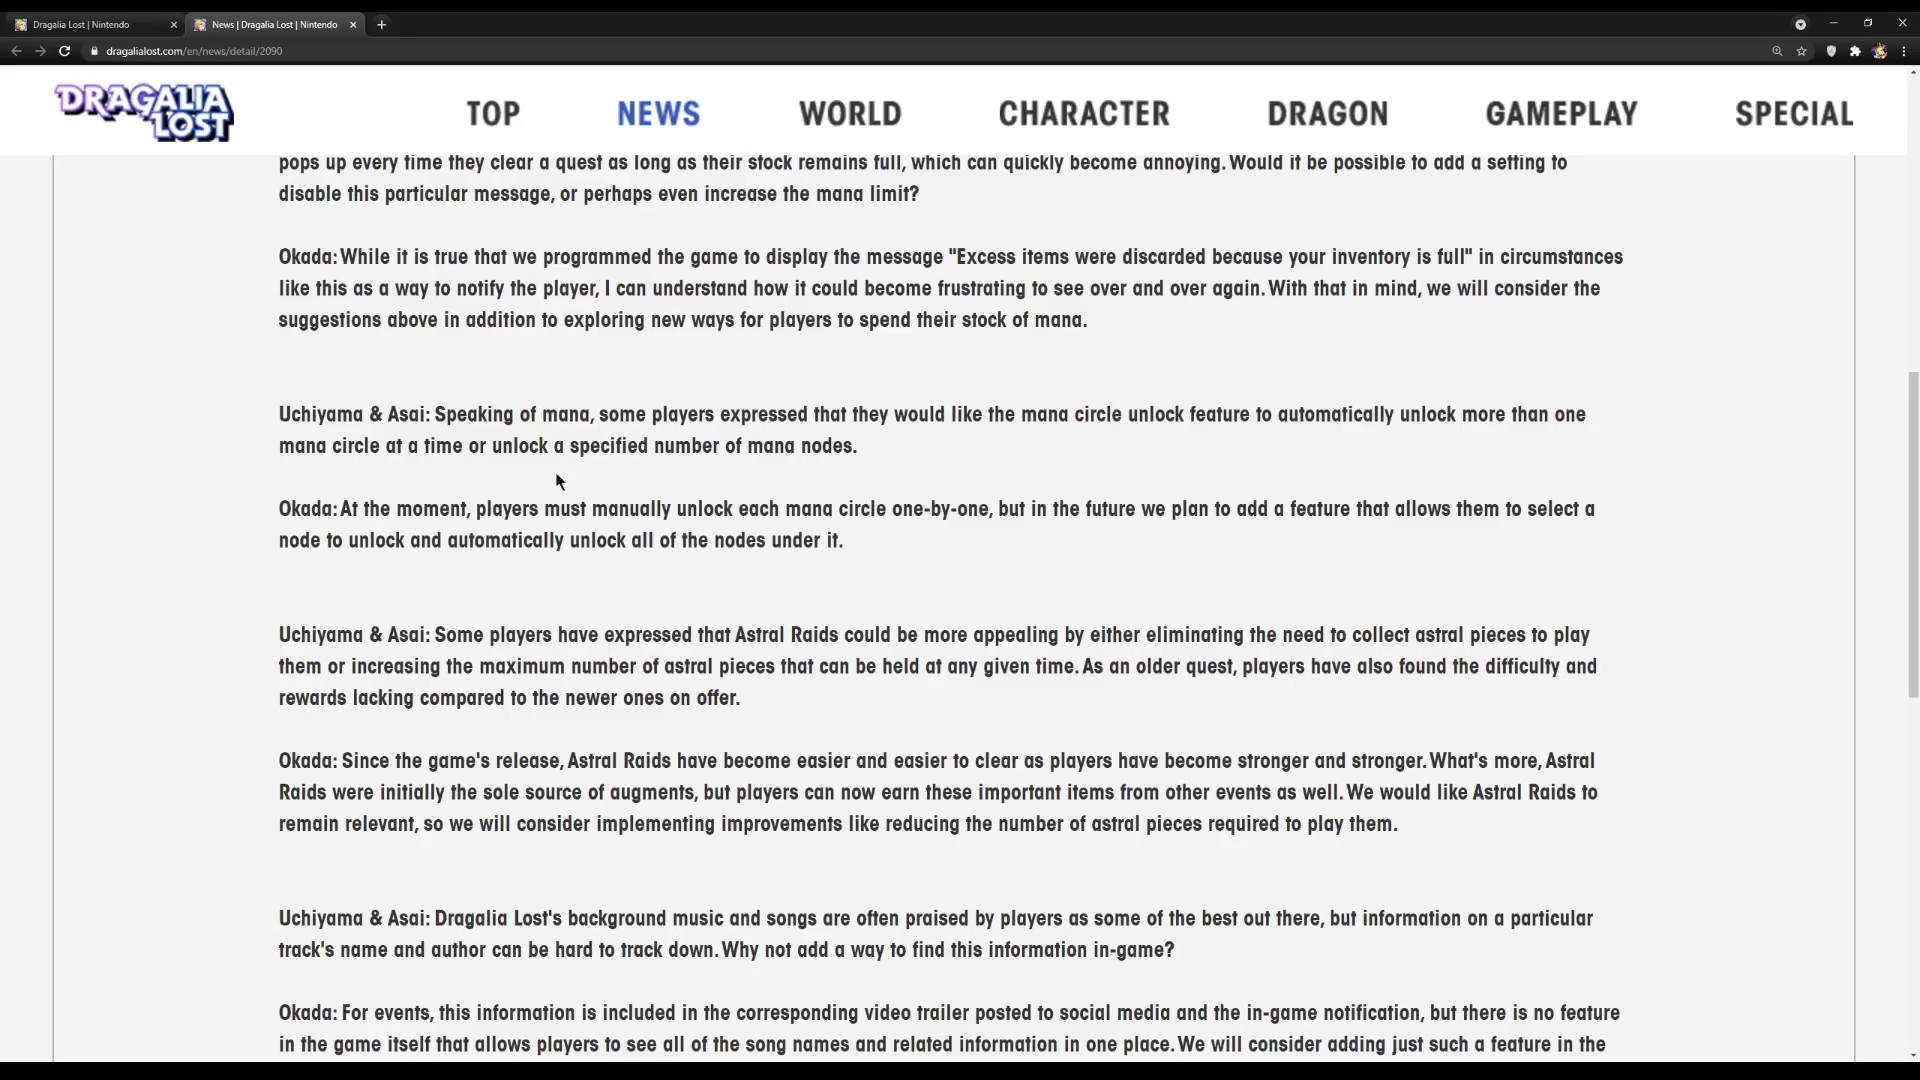 Dragalia Lost | Nintendo
News | Dragalia Lost | Nintendo
dragalialost.com/en/news/detail/2090
DRAGALIA LOST
TOP
NEWS
WORLD
CHARACTER
DRAGON
GAMEPLAY
SPECIAL
pops up every time they clear a quest as long as their stock remains full, which can quickly become annoying. Would it be possible to add a setting to
disable this particular message, or perhaps even increase the mana limit?
Okada: While it is true that we programmed the game to display the message "Excess items were discarded because your inventory is full" in circumstances
like this as a way to notify the player, I can understand how it could become frustrating to see over and over again. With that in mind, we will consider the
suggestions above in addition to exploring new ways for players to spend their stock of mana.
Uchiyama & Asai: Speaking of mana, some players expressed that they would like the mana circle unlock feature to automatically unlock more than one
mana circle at a time or unlock a specified number of mana nodes.
Okada: At the moment, players must manually unlock each mana circle one-by-one, but in the future we plan to add a feature that allows them to select a
node to unlock and automatically unlock all of the nodes under it.
Uchiyama & Asai: Some players have expressed that Astral Raids could be more appealing by either eliminating the need to collect astral pieces to play
them or increasing the maximum number of astral pieces that can be held at any given time. As an older quest, players have also found the difficulty and
rewards lacking compared to the newer ones on offer.
Okada: Since the game's release, Astral Raids have become easier and easier to clear as players have become stronger and stronger. What's more, Astral
Raids were initially the sole source of augments, but players can now earn these important items from other events as well. We would like Astral Raids to
remain relevant, so we will consider implementing improvements like reducing the number of astral pieces required to play them.
Uchiyama & Asai: Dragalia Lost's background music and songs are often praised by players as some of the best out there, but information on a particular
track's name and author can be hard to track down. Why not add a way to find this information in-game?
Okada: For events, this information is included in the corresponding video trailer posted to social media and the in-game notification, but there is no feature
in the game itself that allows players to see all of the song names and related information in one place. We will consider adding just such a feature in the